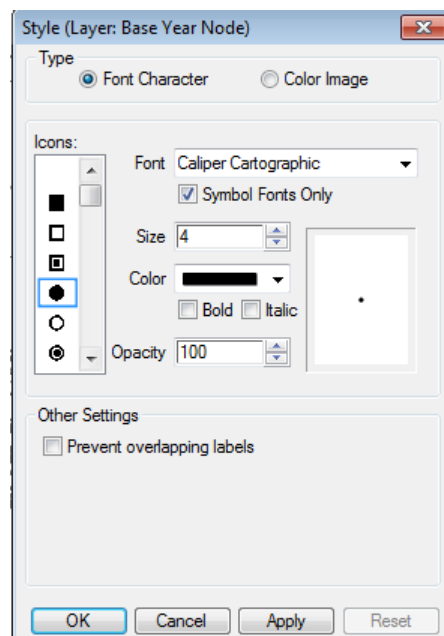 Style (Layer: Base Year Node)
Type
Font Character Color Image
Icons:
Font Caliper Cartographic
Symbol Fonts Only
Size 4
Color
Bold Italic
Opacity 100
Other Settings
Prevent overlapping labels
OK Cancel Apply Reset